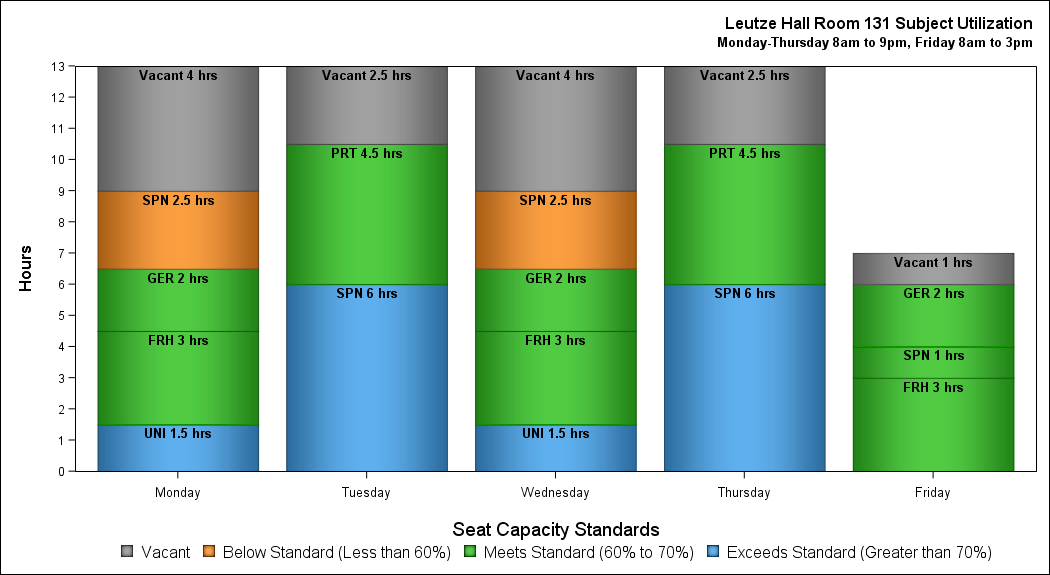 Leutze Hall Room 131 Subject Utilization
Monday-Thursday 8am to 9pm, Friday 8am to 3pm
Hours
13
12
11
10
9
8
7
6
5
4
3
2
1
0
Vacant 4 hrs
SPN 2.5 hrs
GER 2 hrs
FRH 3 hrs
UNI 1.5 hrs
Vacant 2.5 hrs
PRT 4.5 hrs
SPN 6 hrs
Vacant 4 hrs
SPN 2.5 hrs
GER 2 hrs
FRH 3 hrs
UNI 1.5 hrs
Vacant 2.5 hrs
PRT 4.5 hrs
SPN 6 hrs
Vacant 1 hrs
GER 2 hrs
SPN 1 hrs
FRH 3 hrs
Monday Tuesday Wednesday Thursday Friday
Seat Capacity Standards
Vacant Below Standard (Less than 60%) Meets Standard (60% to 70%) Exceeds Standard (Greater than 70%)